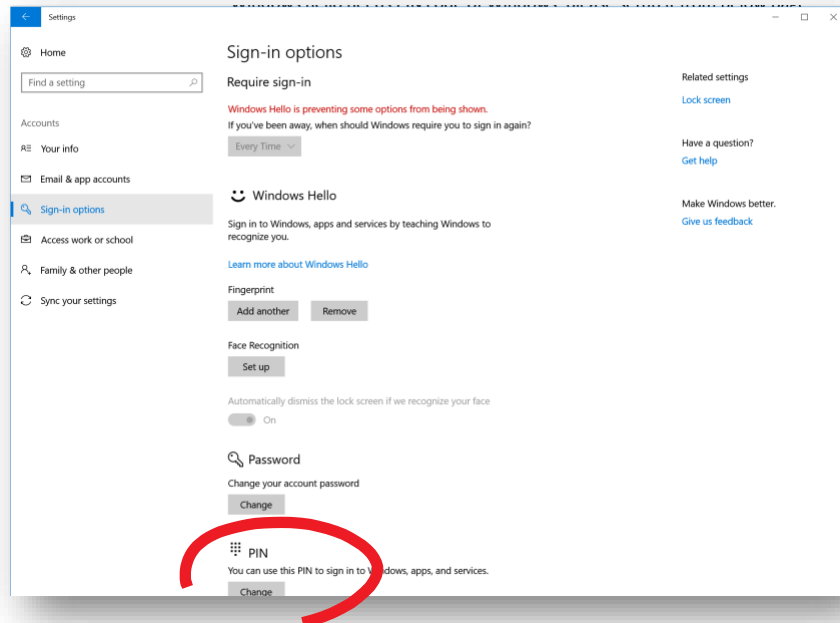 Settings
Home
Find a setting
Accounts
Your info
Email & app accounts
Sign-in options
Access work or school
Family & other people
Sync your settings
Sign-in options
Require sign-in
Windows Hello is preventing some options from being shown.
If you've been away, when should Windows require you to sign in again?
Every Time
Windows Hello
Sign in to Windows, apps and services by teaching Windows to
recognize you.
Learn more about Windows Hello
Fingerprint
Add another Remove
Face Recognition
Set up
Automatically dismiss the lock screen if we recognize your face
On
Password
Change your account password
Change
PIN
You can use this PIN to sign in to Windows, apps, and services.
Change
Related settings
Lock screen
Have a question?
Get help
Make Windows better.
Give us feedback